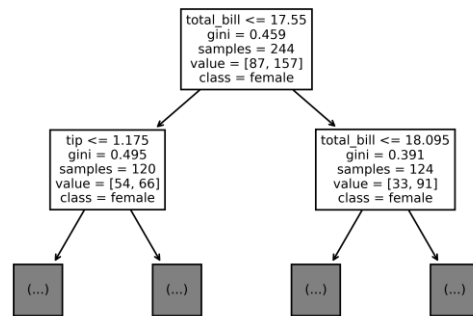 total_bill <= 17.55
gini = 0.459
samples = 244
value = [87, 157]
class = female
tip <= 1.175
gini = 0.495
samples = 120
value = [54, 66]
class = female
total_bill <= 18.095
gini = 0.391
samples = 124
value = [33, 91]
class = female
(...)
(...)
(...)
(...)